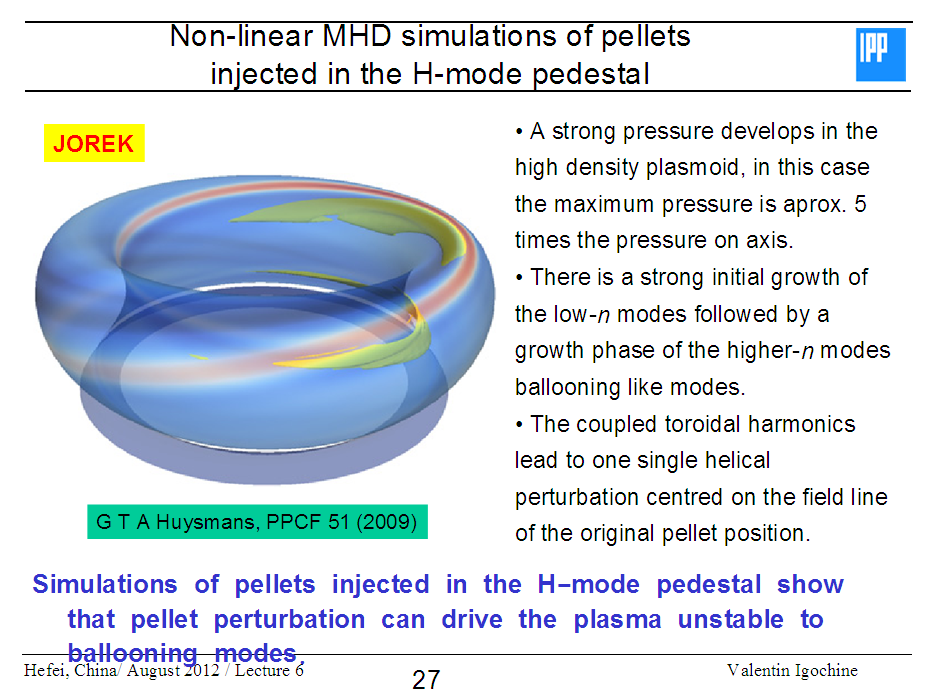 Non-linear MHD simulations of pellets
injected in the H-mode pedestal
IPP
JOREK
• A strong pressure develops in the
high density plasmoid, in this case
the maximum pressure is aprox. 5
times the pressure on axis.
• There is a strong initial growth of
the low-n modes followed by a
growth phase of the higher-n modes
ballooning like modes.
• The coupled toroidal harmonics
lead to one single helical
perturbation centred on the field line
of the original pellet position.
G T A Huysmans, PPCF 51 (2009)
Simulations of pellets injected in the H–mode pedestal show
that pellet perturbation can drive the plasma unstable to
ballooning modes.
Hefei, China/ August 2012 / Lecture 6
27
Valentin Igochine